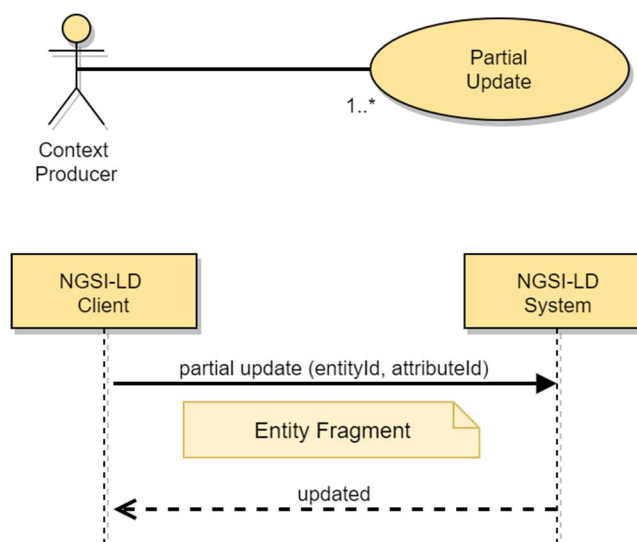 Partial
Update
1..*
Context
Producer
NGSI-LD
Client
NGSI-LD
System
partial update (entityId, attributeId)
Entity Fragment
updated